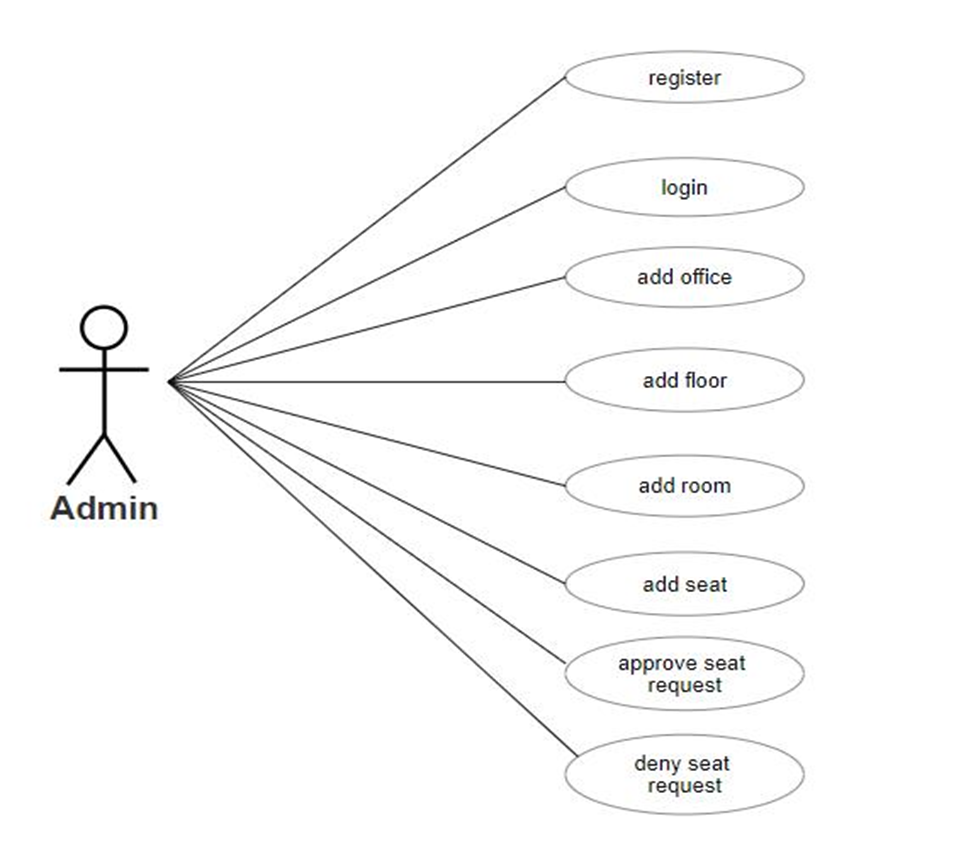 register
login
add office
add floor
add room
Admin
add seat
approve seat
request
deny seat
request